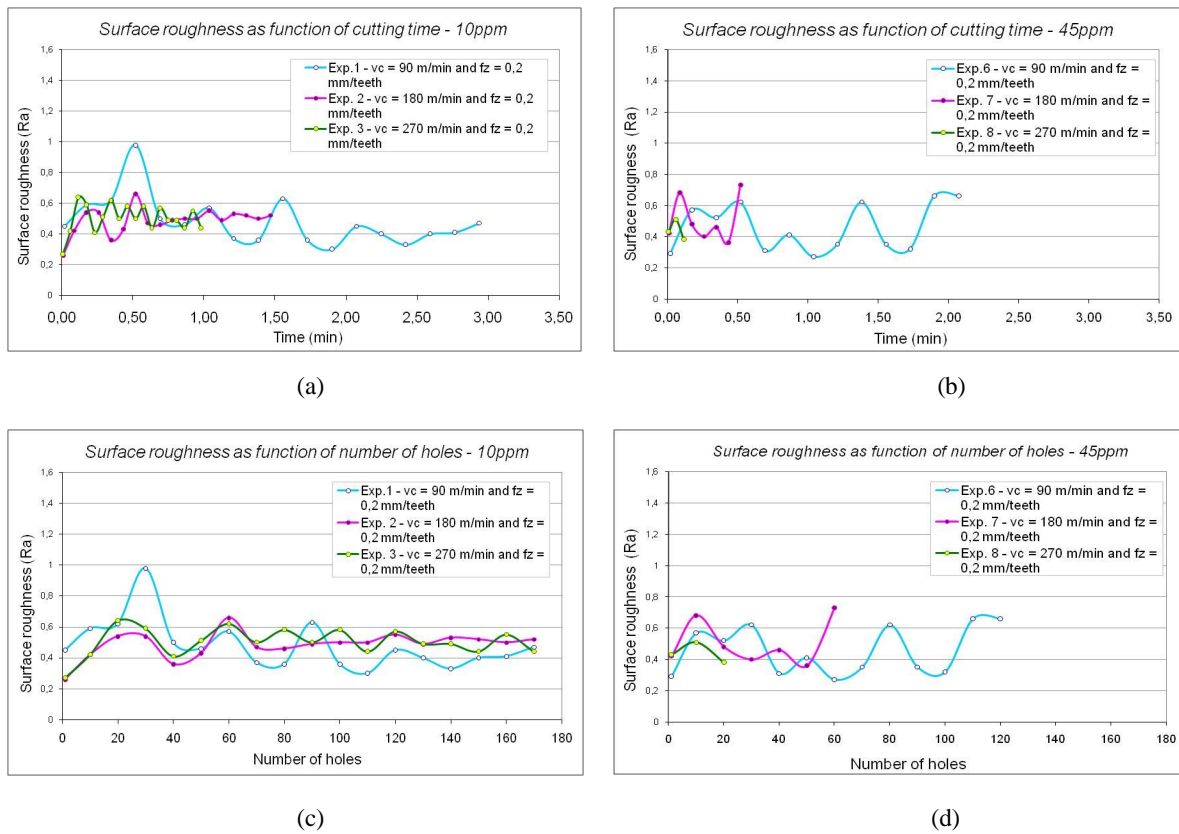 Surface roughness as function of cutting time - 10ppm
Surface roughness (Ra)
1,6
1,4
1,2
1
0,8
0,6
0,4
0,2
0
Exp.1 - vc = 90 m/min and fz = 0,2
mm/teeth
Exp. 2 - vc = 180 m/min and fz = 0,2
mm/teeth
Exp. 3 - vc = 270 m/min and fz = 0,2
mm/teeth
0,00 0,50 1,00 1,50 2,00 2,50 3,00 3,50
Time (min)
(a)
Surface roughness as function of cutting time - 45ppm
Surface roughness (Ra)
1,6
1,4
1,2
1
0,8
0,6
0,4
0,2
0
Exp.6 - vc = 90 m/min and fz =
0,2 mm/teeth
Exp. 7 - vc = 180 m/min and fz =
0,2 mm/teeth
Exp. 8 - vc = 270 m/min and fz =
0,2 mm/teeth
0,00 0,50 1,00 1,50 2,00 2,50 3,00 3,50
Time (min)
(b)
Surface roughness as function of number of holes - 10ppm
Surface roughness (Ra)
1,6
1,4
1,2
1
0,8
0,6
0,4
0,2
0
Exp.1 - vc = 90 m/min and fz =
0,2 mm/teeth
Exp. 2 - vc = 180 m/min and fz =
0,2 mm/teeth
Exp. 3 - vc = 270 m/min and fz =
0,2 mm/teeth
0 20 40 60 80 100 120 140 160 180
Number of holes
(c)
Surface roughness as function of number of holes - 45ppm
Surface roughness (Ra)
1,6
1,4
1,2
1
0,8
0,6
0,4
0,2
0
Exp.6 - vc = 90 m/min and fz =
0,2 mm/teeth
Exp. 7 - vc = 180 m/min and fz =
0,2 mm/teeth
Exp. 8 - vc = 270 m/min and fz =
0,2 mm/teeth
0 20 40 60 80 100 120 140 160 180
Number of holes
(d)